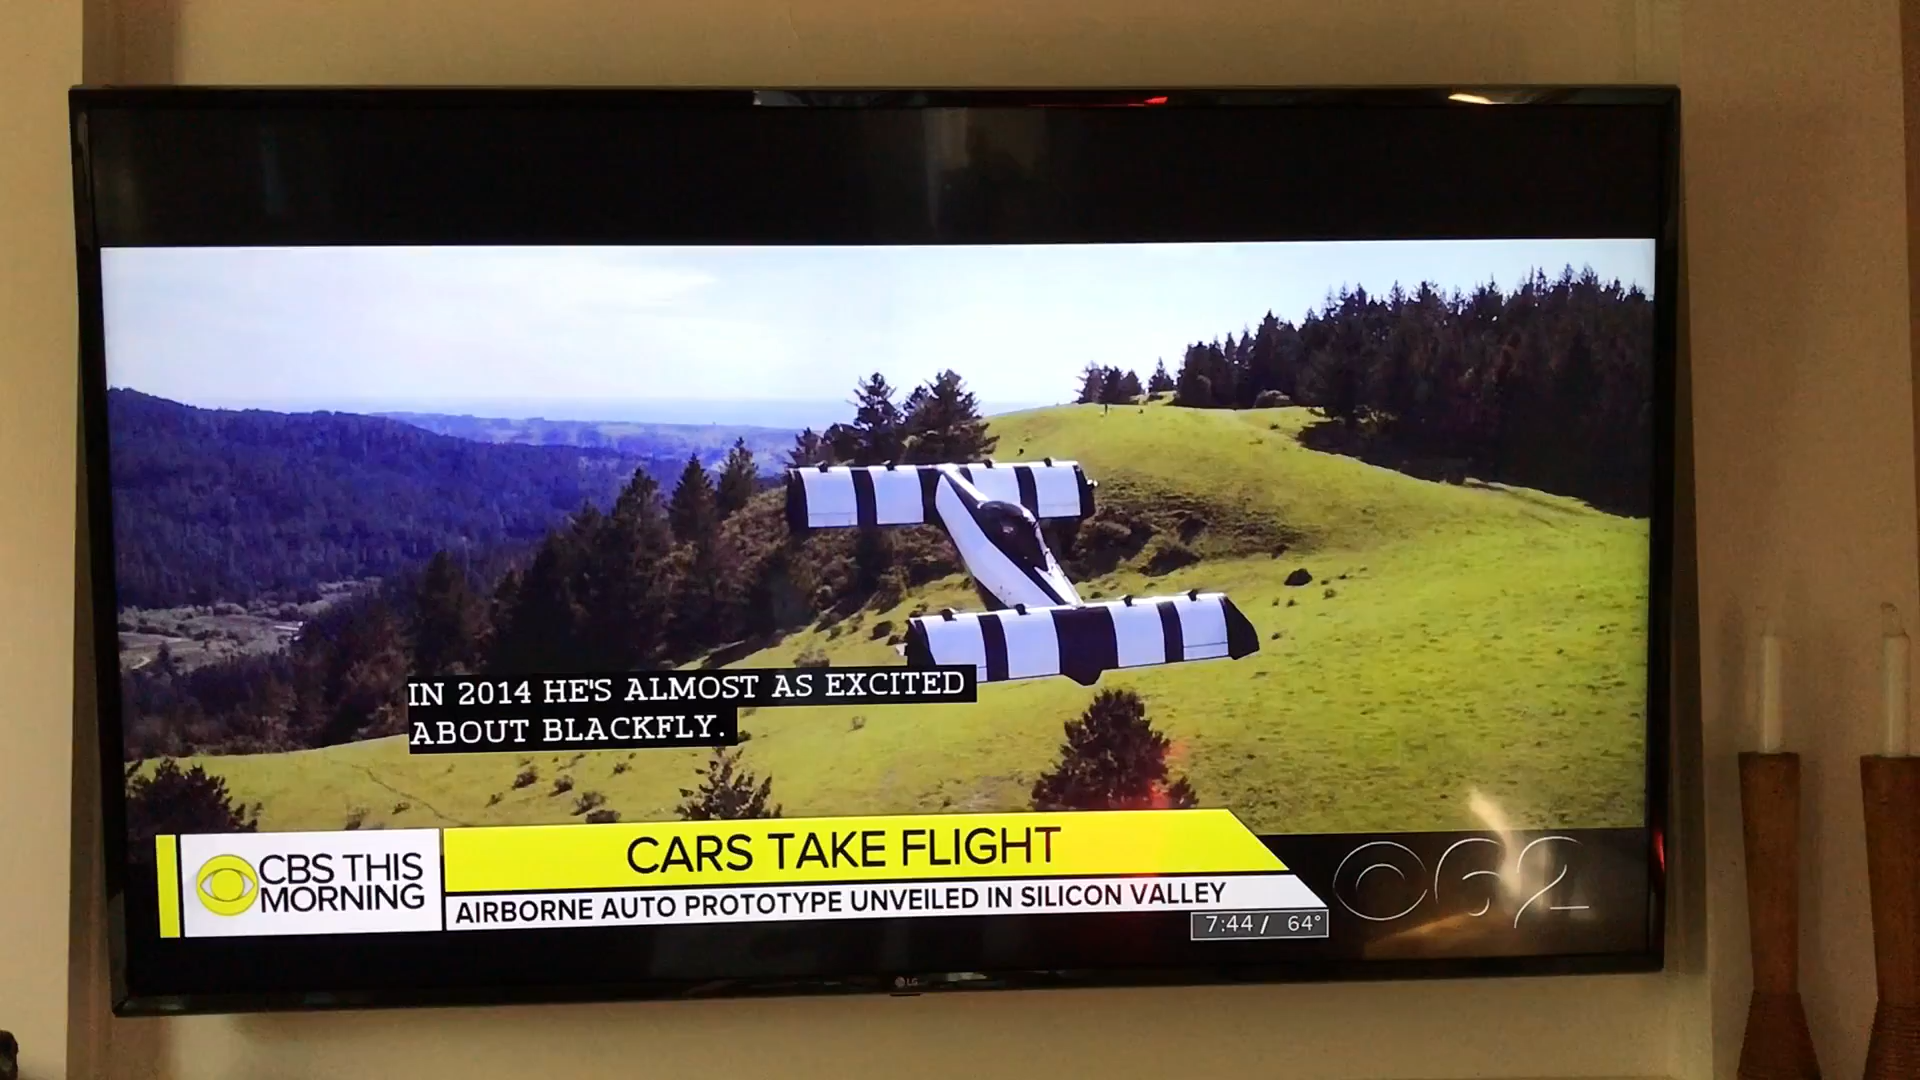 IN 2014 HE'S ALMOST AS EXCITED
ABOUT BLACKFLY.
CBS THIS
MORNING
CARS TAKE FLIGHT
AIRBORNE AUTO PROTOTYPE UNVEILED IN SILICON VALLEY
7:44 / 64°
LG